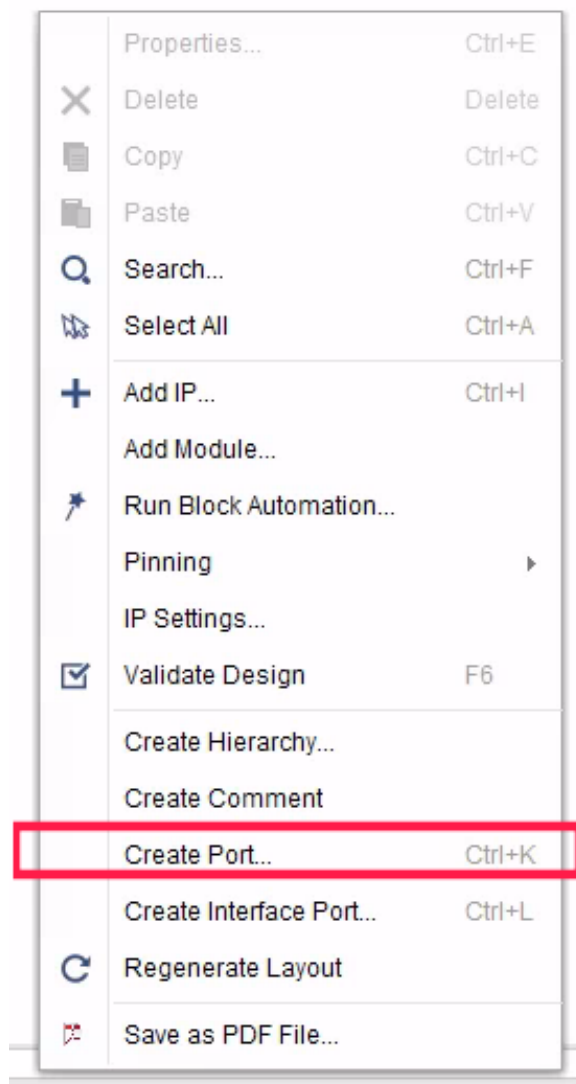 Properties... Ctrl+E
Delete Delete
Copy Ctrl+C
Paste Ctrl+V
Search... Ctrl+F
Select All Ctrl+A
Add IP... Ctrl+I
Add Module...
Run Block Automation...
Pinning
IP Settings...
Validate Design F6
Create Hierarchy...
Create Comment
Create Port... Ctrl+K
Create Interface Port... Ctrl+L
Regenerate Layout
Save as PDF File...